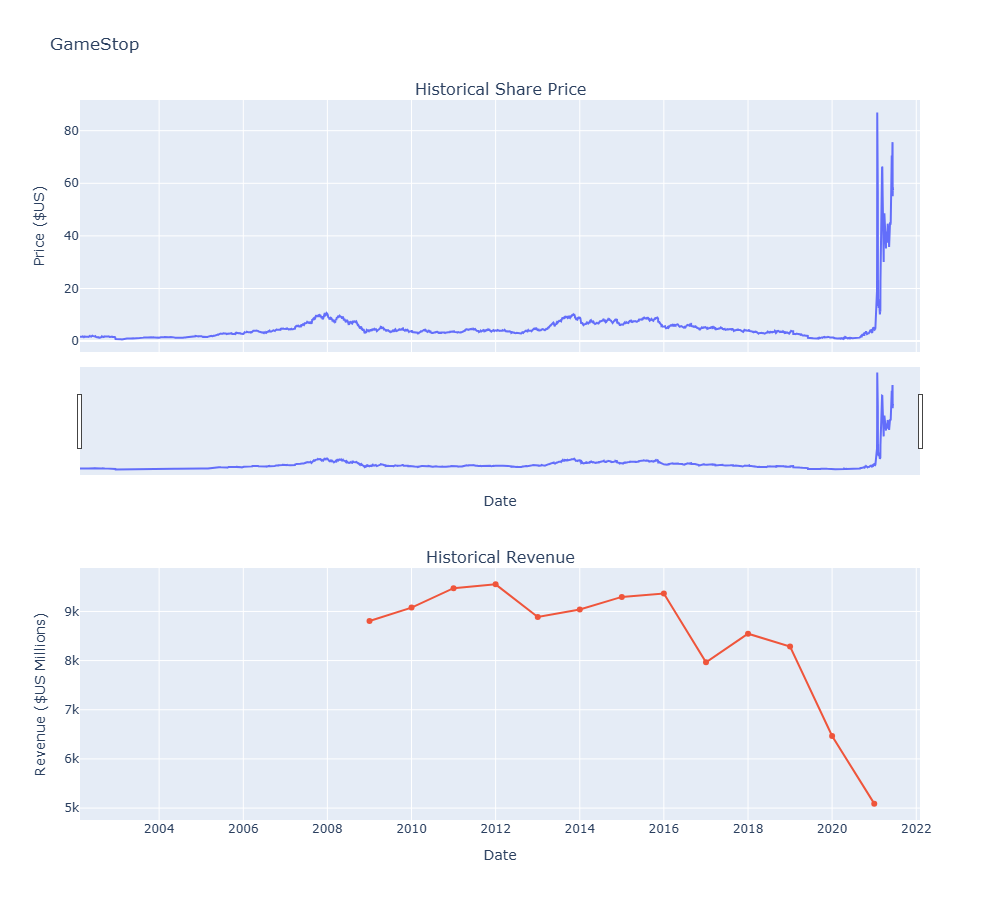 GameStop
Historical Share Price
Price ($US)
80
60
40
20
0
Date
Historical Revenue
Revenue ($US Millions)
9k
8k
7k
6k
5k
2004 2006 2008 2010 2012 2014 2016 2018 2020 2022
Date